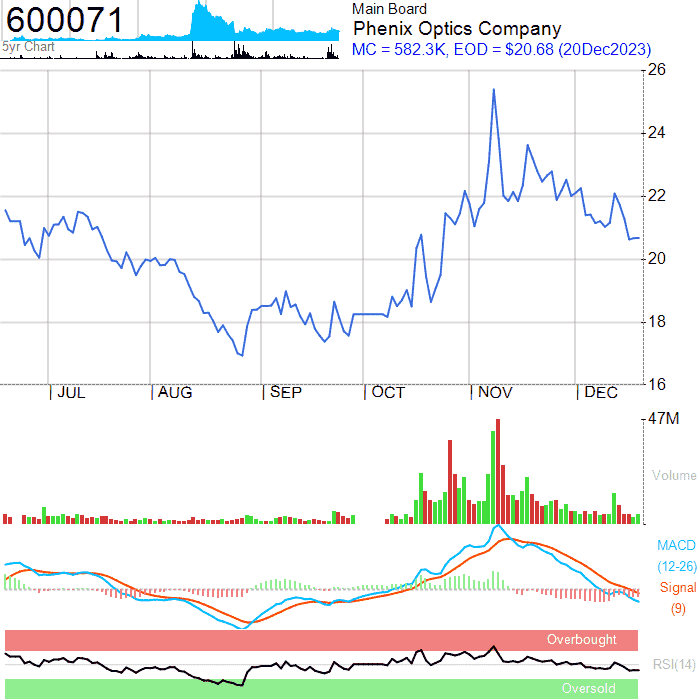 600071
5yr Chart
Main Board
Phenix Optics Company
MC = 582.3K, EOD = $20.68 (20Dec2023)
26
24
22
20
18
16
JUL
AUG
SEP
OCT
NOV
DEC
47M
Volume
MACD
(12-26)
Signal
(9)
Overbought
RSI(14)
Oversold